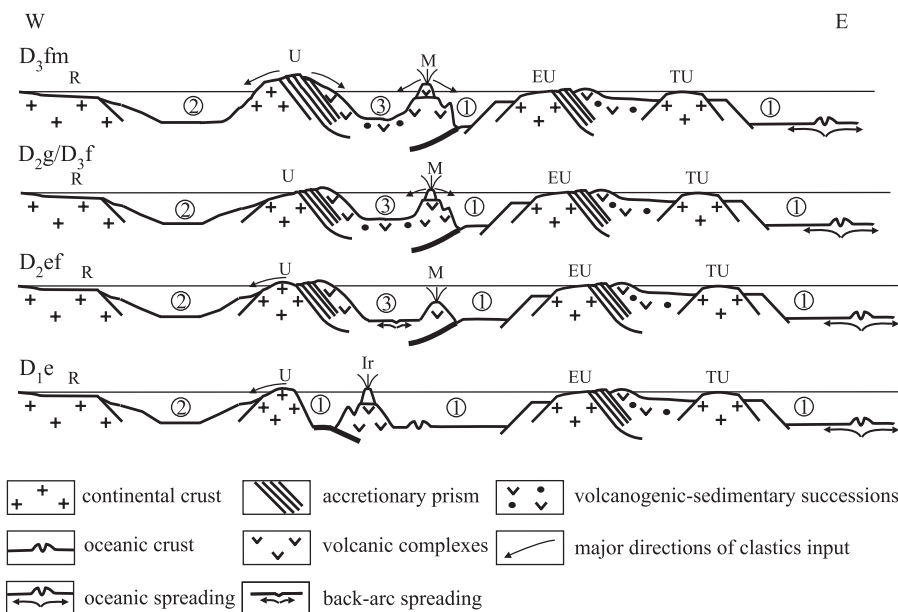 W E
D₃fm
R ② U ③ M ① EU TU ①
D₂g/D₃f
R ② U ③ M ① EU TU ①
D₂ef
R ② U ③ M ① EU TU ①
D₁e
R ② U ① Ir ① EU TU ①
continental crust accretionary prism volcanogenic-sedimentary successions
oceanic crust volcanic complexes major directions of clastics input
oceanic spreading back-arc spreading